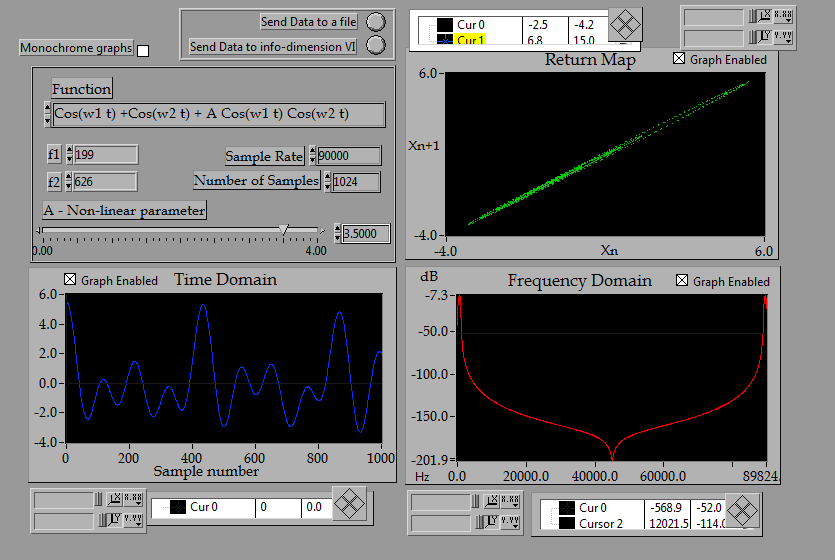 Send Data to a file
Monochrome graphs
Send Data to info-dimension VI
Cur 0 -2.5 -4.2
Cur 1 6.8 15.0
X.XX
Y.YY
Function
Cos(w1 t) +Cos(w2 t) + A Cos(w1 t) Cos(w2 t)
f1 199
Sample Rate 90000
f2 626
Number of Samples 1024
A - Non-linear parameter
0.00 4.00 3.5000
Return Map
Graph Enabled
6.0
Xn+1
-4.0
-4.0 Xn 6.0
Graph Enabled Time Domain
6.0
4.0
2.0
0.0
-2.0
-4.0
0 200 400 600 800 1000
Sample number
dB Frequency Domain Graph Enabled
-7.3
-50.0
-100.0
-150.0
-201.9
Hz 0.0 20000.0 40000.0 60000.0 89824.
X X.XX
Y Y.YY
Cur 0 0 0.0
X X.XX
Y Y.YY
Cur 0 -568.9 -52.0
Cursor 2 12021.5 -114.0